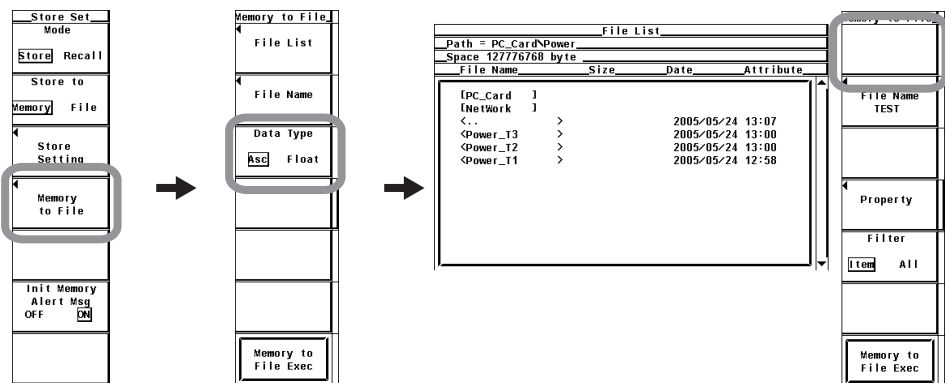 Store Set
Mode
Store Recall
Store to
Memory File
Store
Setting
Memory
to File
Init Memory
Alert Msg
OFF ON
Memory to File
File List
File Name
Data Type
Asc Float
Memory to
File Exec
File List
Path = PC_Card\Power
Space 127776768 byte
File Name Size Date Attribute
[PC_Card ]
[NetWork ]
<.. > 2005/05/24 13:07
<Power_T3 > 2005/05/24 13:00
<Power_T2 > 2005/05/24 13:00
<Power_T1 > 2005/05/24 12:58
Memory to File
File Name
TEST
Property
Filter
Item All
Memory to
File Exec